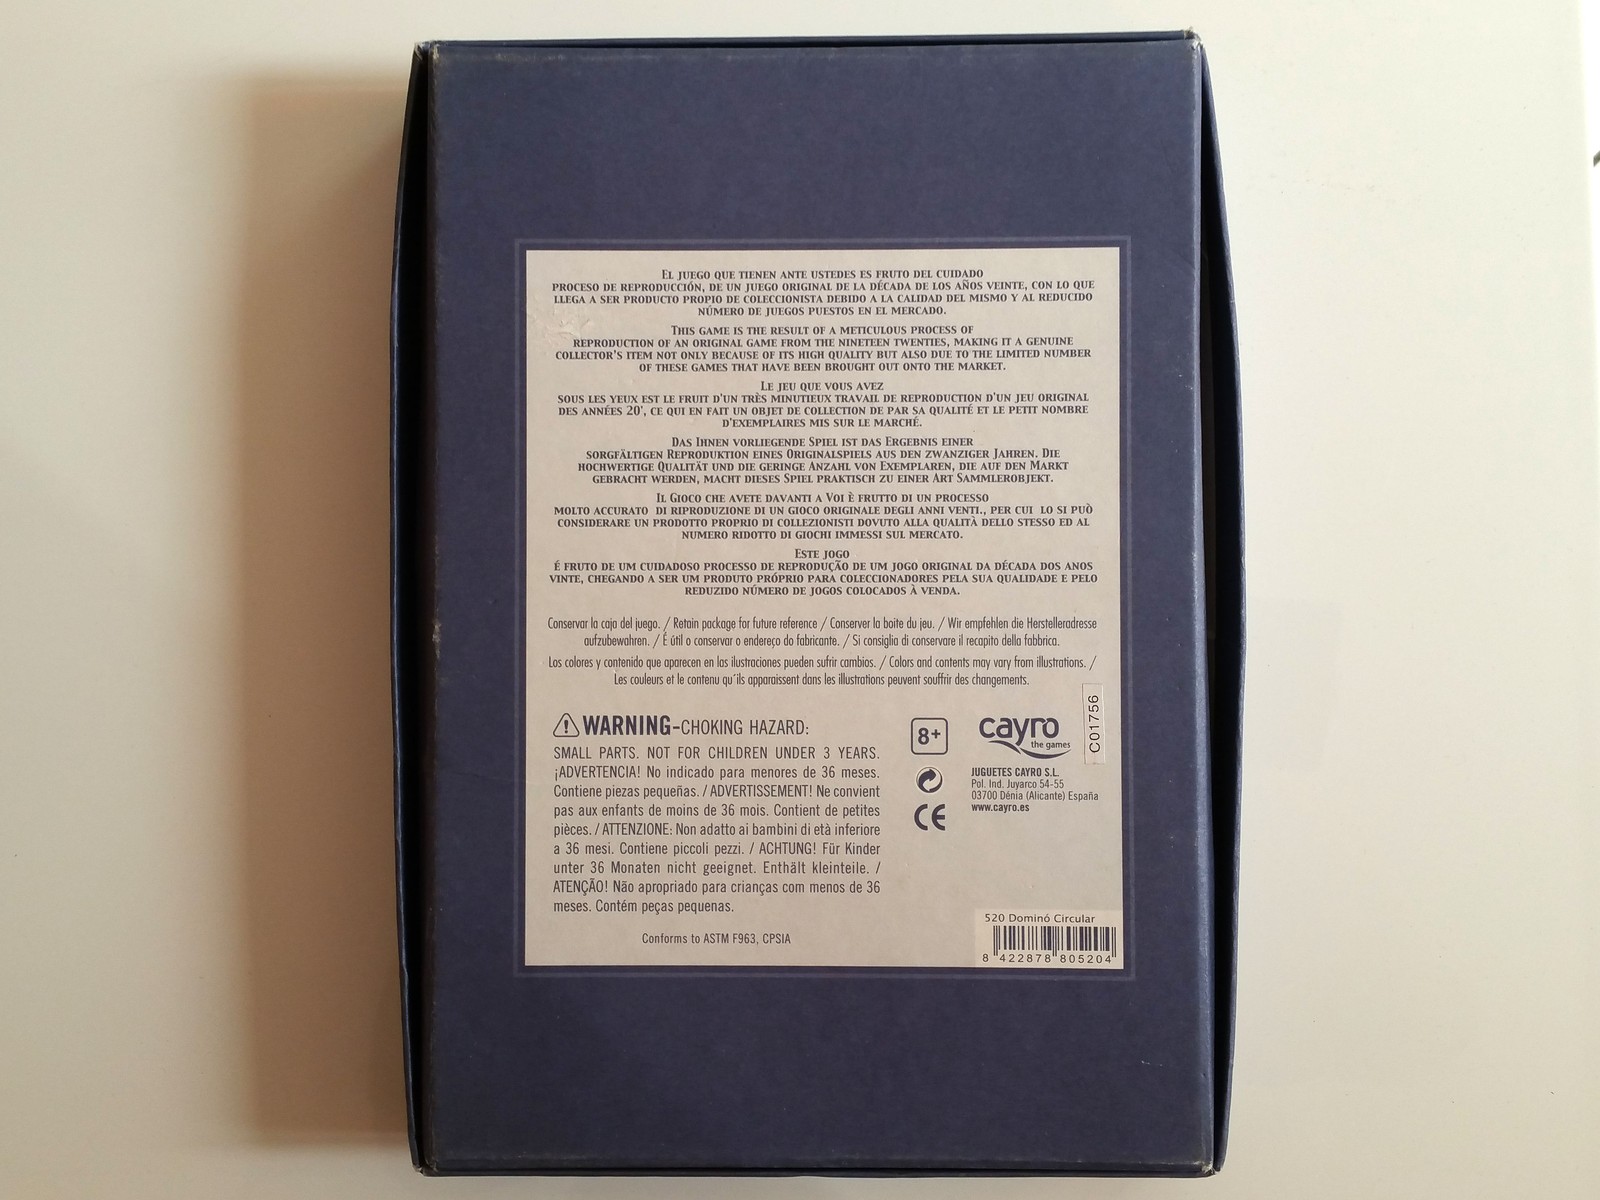 El juego que tienen ante ustedes es fruto del cuidado
proceso de reproducción, de un juego original de la década de los años veinte, con lo que
llega a ser producto propio de coleccionista debido a la calidad del mismo y al reducido
número de juegos puestos en el mercado.
This game is the result of a meticulous process of
reproduction of an original game from the nineteen twenties, making it a genuine
collector's item not only because of its high quality but also due to the limited number
of these games that have been brought out onto the market.
Le jeu que vous avez
sous les yeux est le fruit d'un très minutieux travail de reproduction d'un jeu original
des années 20', ce qui en fait un objet de collection de par sa qualité et le petit nombre
d'exemplaires mis sur le marché.
Das Ihnen vorliegende Spiel ist das Ergebnis einer
sorgfältigen Reproduktion eines Originalspiels aus den zwanziger Jahren. Die
hochwertige Qualität und die geringe Anzahl von Exemplaren, die auf den Markt
gebracht werden, macht dieses Spiel praktisch zu einer Art Sammlerobjekt.
Il Gioco che avete davanti a Voi è frutto di un processo
molto accurato di riproduzione di un gioco originale degli anni venti., per cui lo si può
considerare un prodotto proprio di collezionisti dovuto alla qualità dello stesso ed al
numero ridotto di giochi immessi sul mercato.
Este jogo
é fruto de um cuidadoso processo de reprodução de um jogo original da década dos anos
vinte, chegando a ser um produto próprio para coleccionadores pela sua qualidade e pelo
reduzido número de jogos colocados à venda.
Conservar la caja del juego. / Retain package for future reference / Conserver la boite du jeu. / Wir empfehlen die Herstelleradresse
aufzubewahren. / É útil o conservar o endereço do fabricante. / Si consiglia di conservare il recapito della fabbrica.
Los colores y contenido que aparecen en las ilustraciones pueden sufrir cambios. / Colors and contents may vary from illustrations. /
Les couleurs et le contenu qu´ils apparaissent dans les illustrations peuvent souffrir des changements.
WARNING-CHOKING HAZARD:
SMALL PARTS. NOT FOR CHILDREN UNDER 3 YEARS.
¡ADVERTENCIA! No indicado para menores de 36 meses.
Contiene piezas pequeñas. / ADVERTISSEMENT! Ne convient
pas aux enfants de moins de 36 mois. Contient de petites
pièces. / ATTENZIONE: Non adatto ai bambini di età inferiore
a 36 mesi. Contiene piccoli pezzi. / ACHTUNG! Für Kinder
unter 36 Monaten nicht geeignet. Enthält kleinteile. /
ATENÇÃO! Não apropriado para crianças com menos de 36
meses. Contém peças pequenas.
Conforms to ASTM F963, CPSIA
8+
CE
cayro
the games
C01756
JUGUETES CAYRO S.L.
Pol. Ind. Juyarco 54-55
03700 Dénia (Alicante) España
www.cayro.es
520 Dominó Circular
8 422878 805204